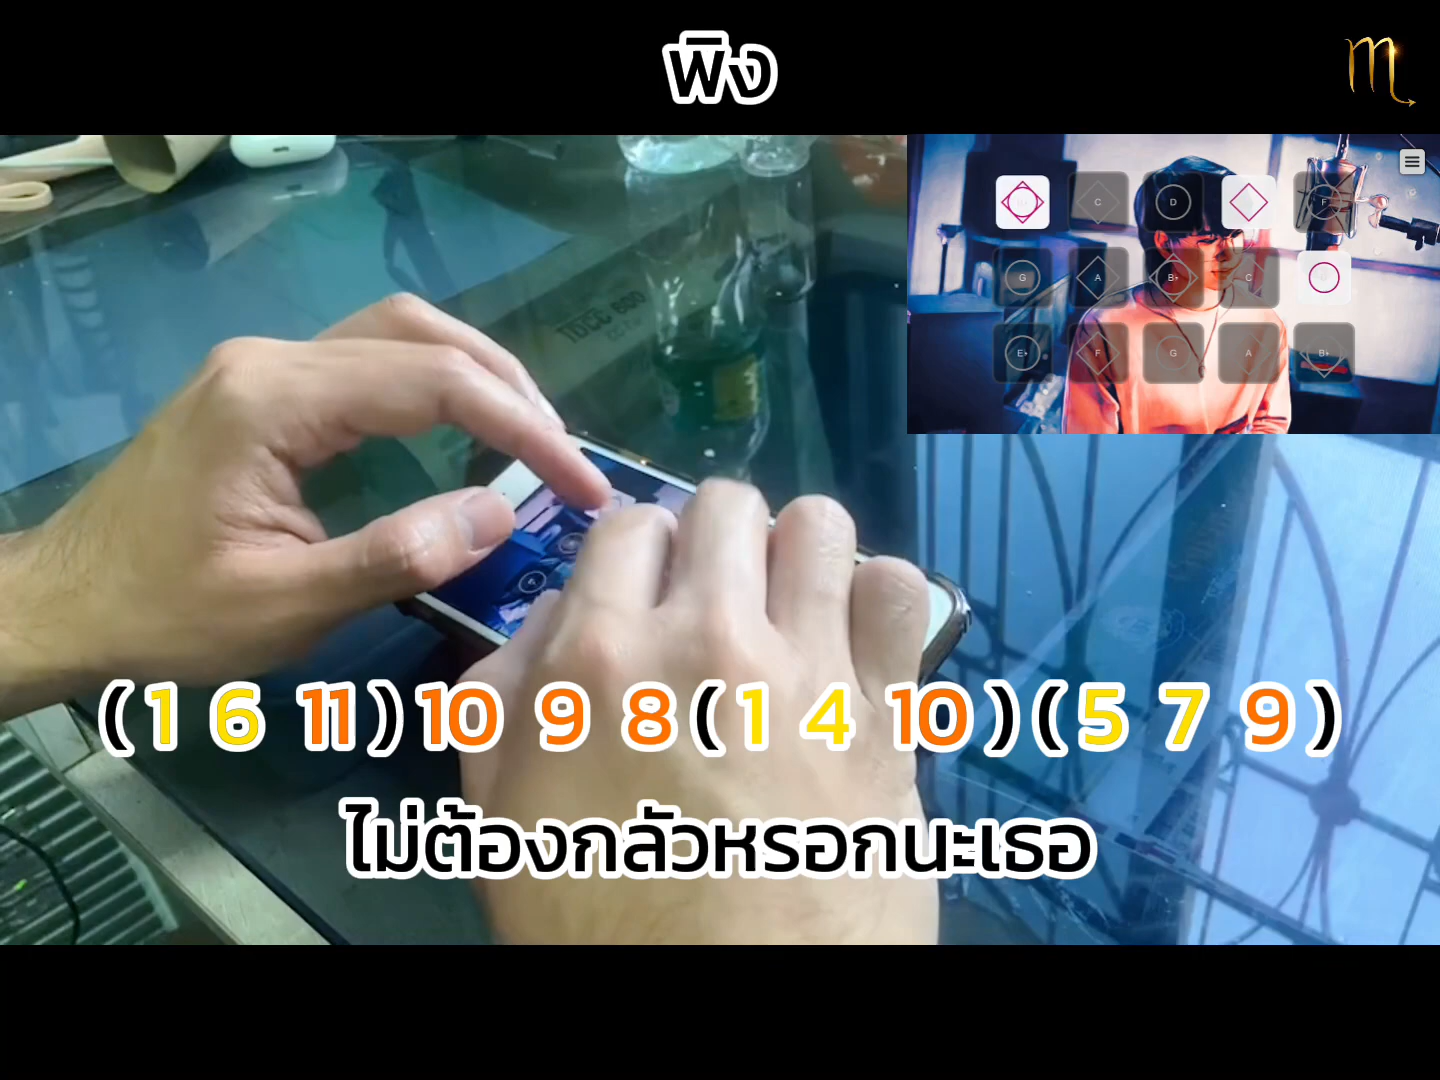 พิง
C D F
G A B♭ C
E♭ F G A B♭
(1 6 11) 10 9 8 (1 4 10) (5 7 9)
ไม่ต้องกลัวหรอกนะเธอ